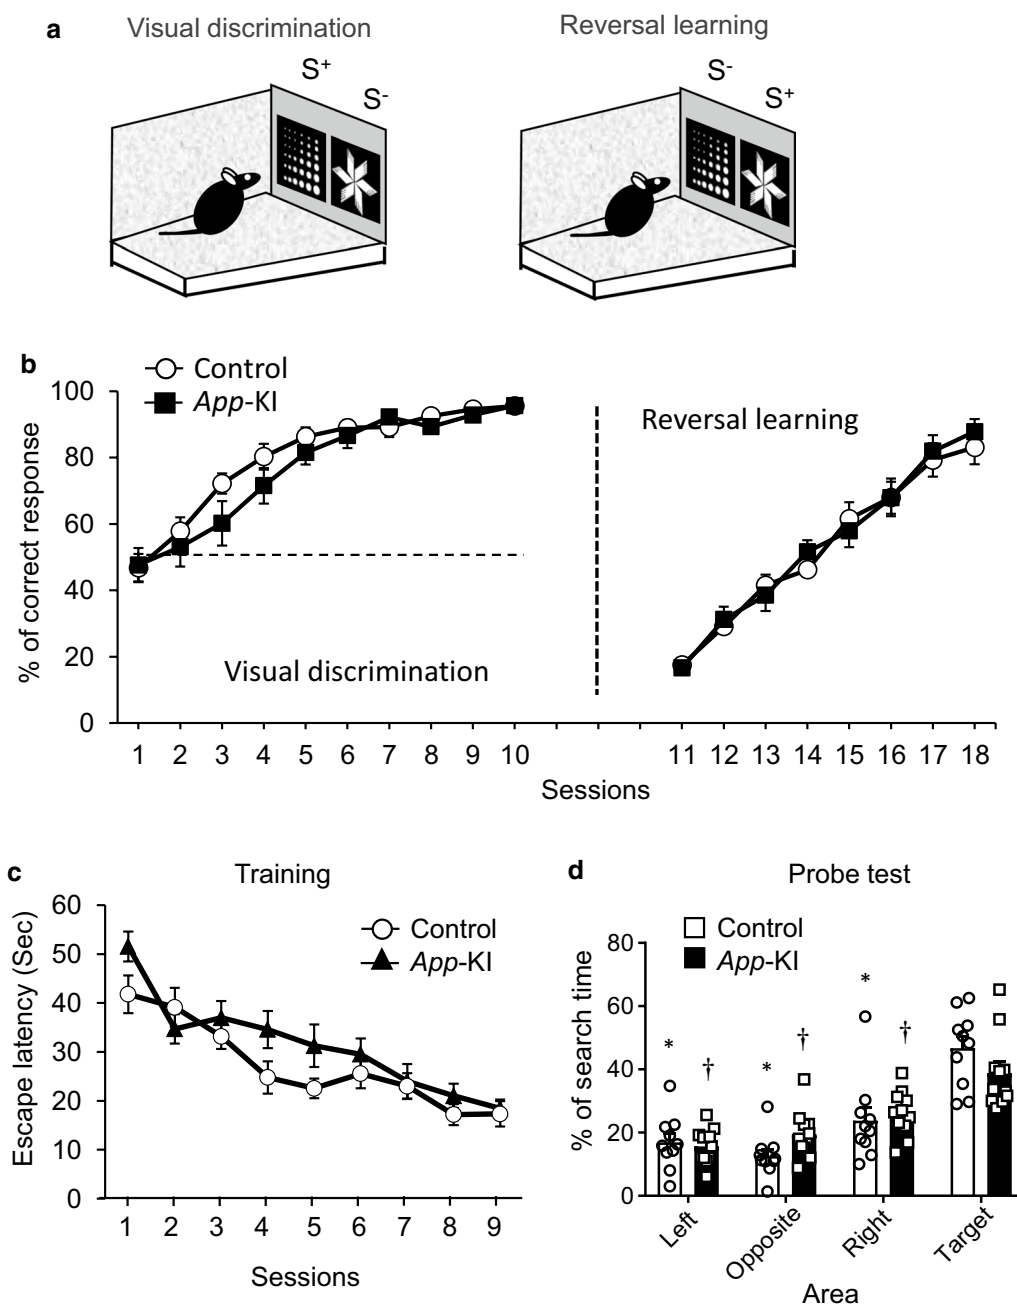 a
Visual discrimination
Reversal learning
S+
S-
S-
S+
b
Control
App-KI
100
80
60
40
20
0
% of correct response
Reversal learning
Visual discrimination
1 2 3 4 5 6 7 8 9 10 11 12 13 14 15 16 17 18
Sessions
c
Training
60
50
40
30
20
10
0
Escape latency (Sec)
Control
App-KI
1 2 3 4 5 6 7 8 9
Sessions
d
Probe test
Control
App-KI
80
60
40
20
0
% of search time
* † * † * †
Left
Opposite
Right
Target
Area